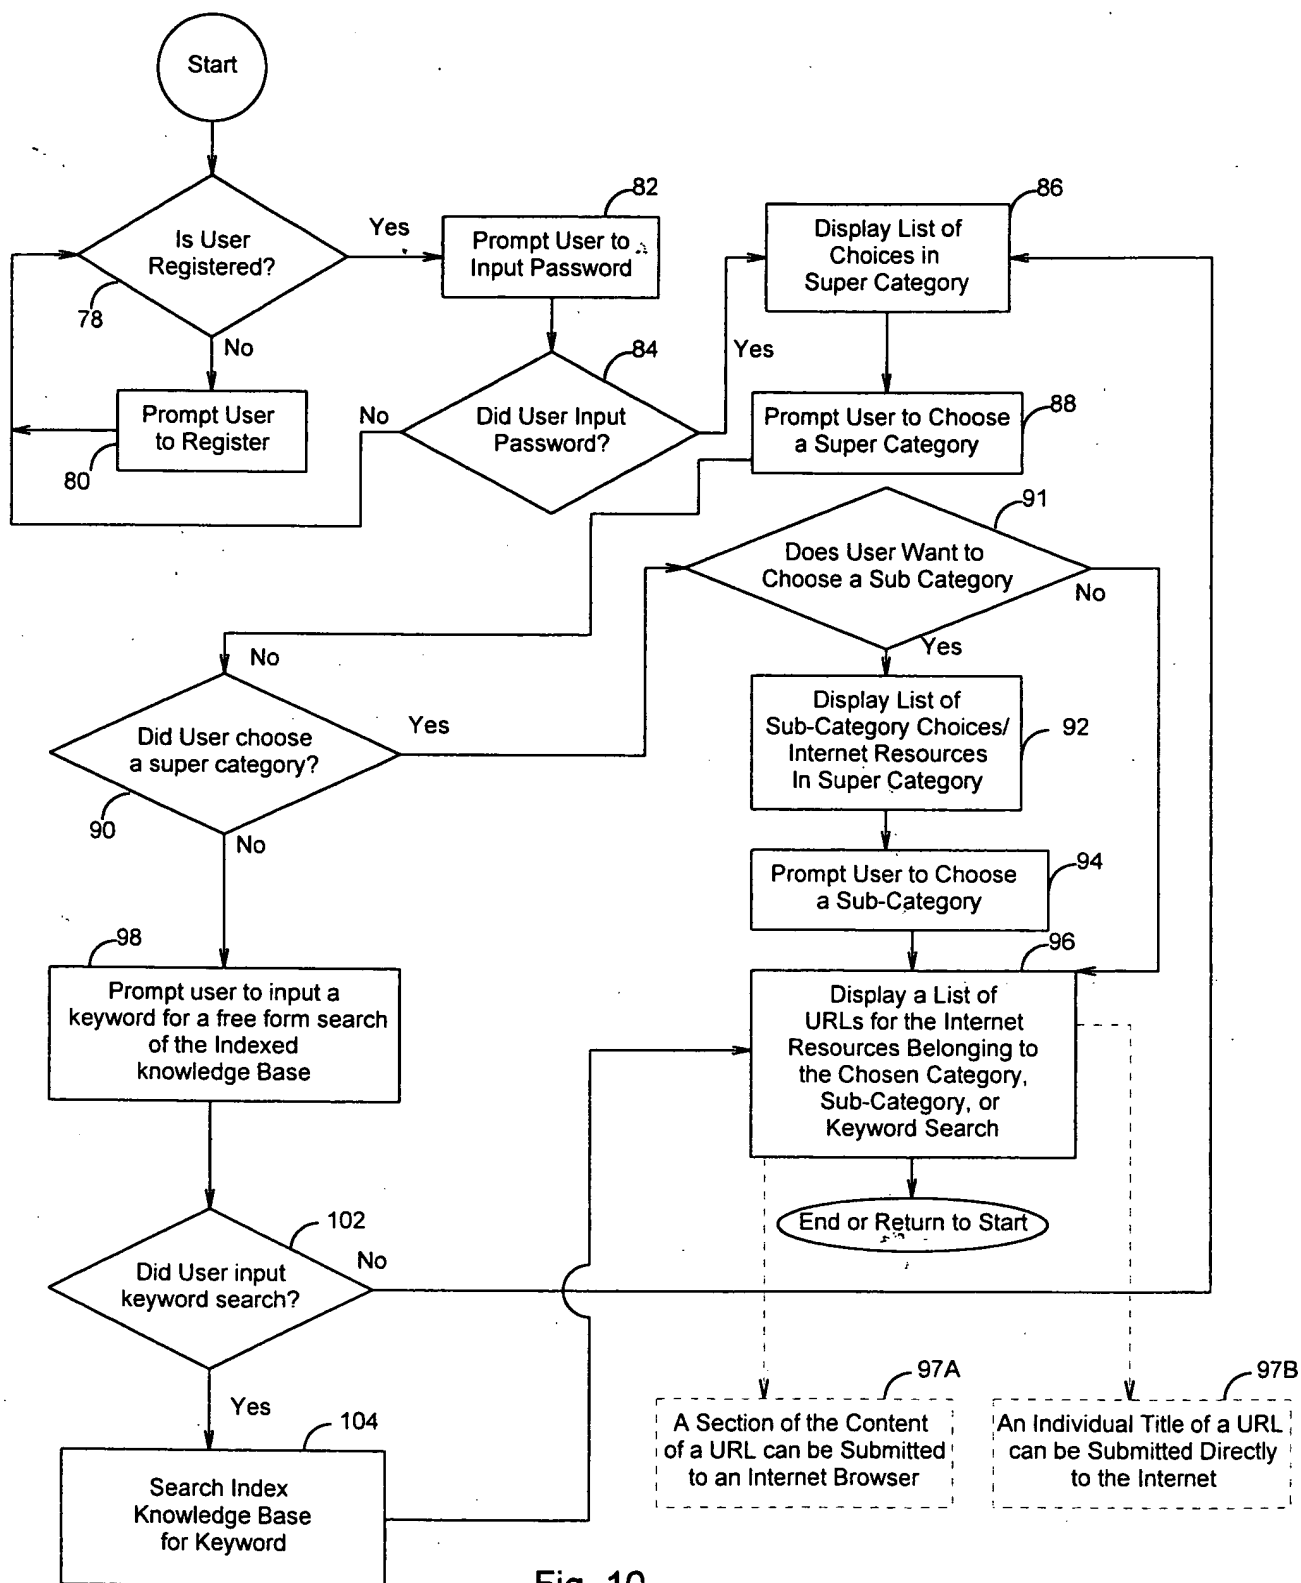 Start
Is User
Registered?
78
Yes
No
Prompt User
to Register
80
82
Prompt User to
Input Password
84
Did User Input
Password?
No
Yes
86
Display List of
Choices in
Super Category
88
Prompt User to Choose
a Super Category
91
Does User Want to
Choose a Sub Category
No
Yes
No
Did User choose
a super category?
Yes
90
No
Display List of
Sub-Category Choices/
Internet Resources
In Super Category
92
94
Prompt User to Choose
a Sub-Category
96
Display a List of
URLs for the Internet
Resources Belonging to
the Chosen Category,
Sub-Category, or
Keyword Search
End or Return to Start
98
Prompt user to input a
keyword for a free form search
of the Indexed
knowledge Base
102
Did User input
keyword search?
No
Yes
104
Search Index
Knowledge Base
for Keyword
97A
A Section of the Content
of a URL can be Submitted
to an Internet Browser
97B
An Individual Title of a URL
can be Submitted Directly
to the Internet
Fig. 10